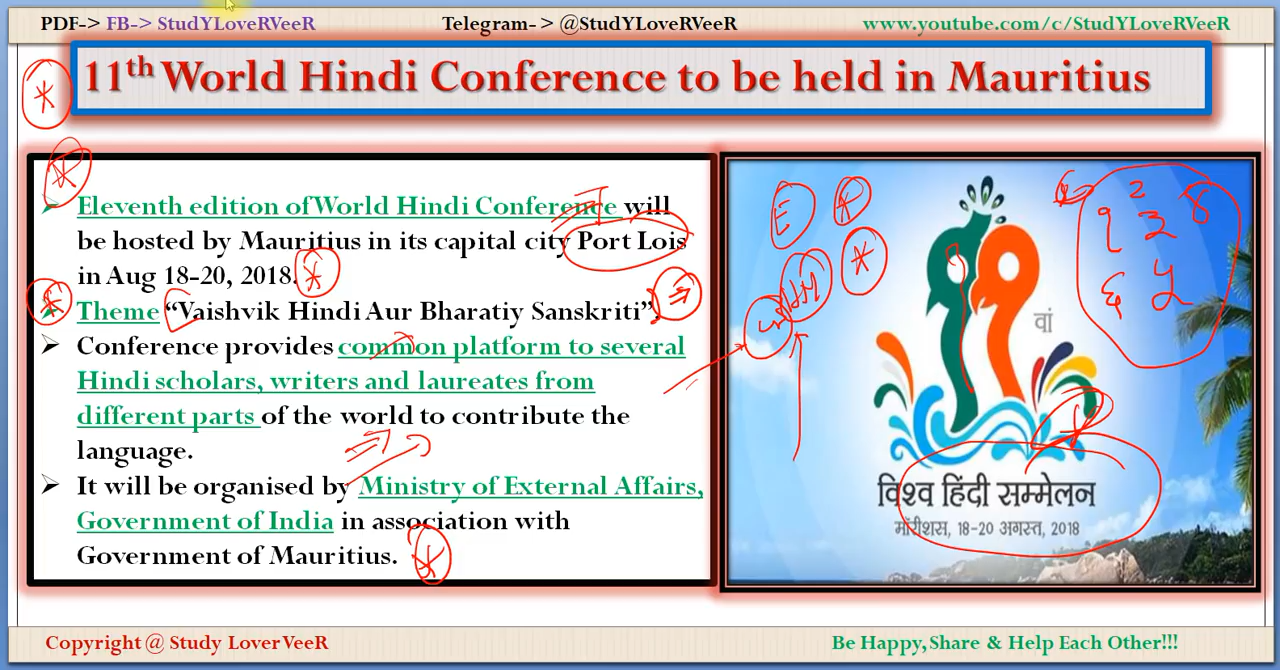 PDF-> FB-> StudYLoveRVeeR
Telegram- > @StudYLoveRVeeR
www.youtube.com/c/StudYLoveRVeeR
11th World Hindi Conference to be held in Mauritius
Eleventh edition of World Hindi Conference will
be hosted by Mauritius in its capital city Port Lois
in Aug 18-20, 2018.
Theme “Vaishvik Hindi Aur Bharatiy Sanskriti”.
Conference provides common platform to several
Hindi scholars, writers and laureates from
different parts of the world to contribute the
language.
It will be organised by Ministry of External Affairs,
Government of India in association with
Government of Mauritius.
११
वां
विश्व हिंदी सम्मेलन
मॉरीशस, 18-20 अगस्त, 2018
Copyright @ Study LoverVeeR
Be Happy, Share & Help Each Other!!!